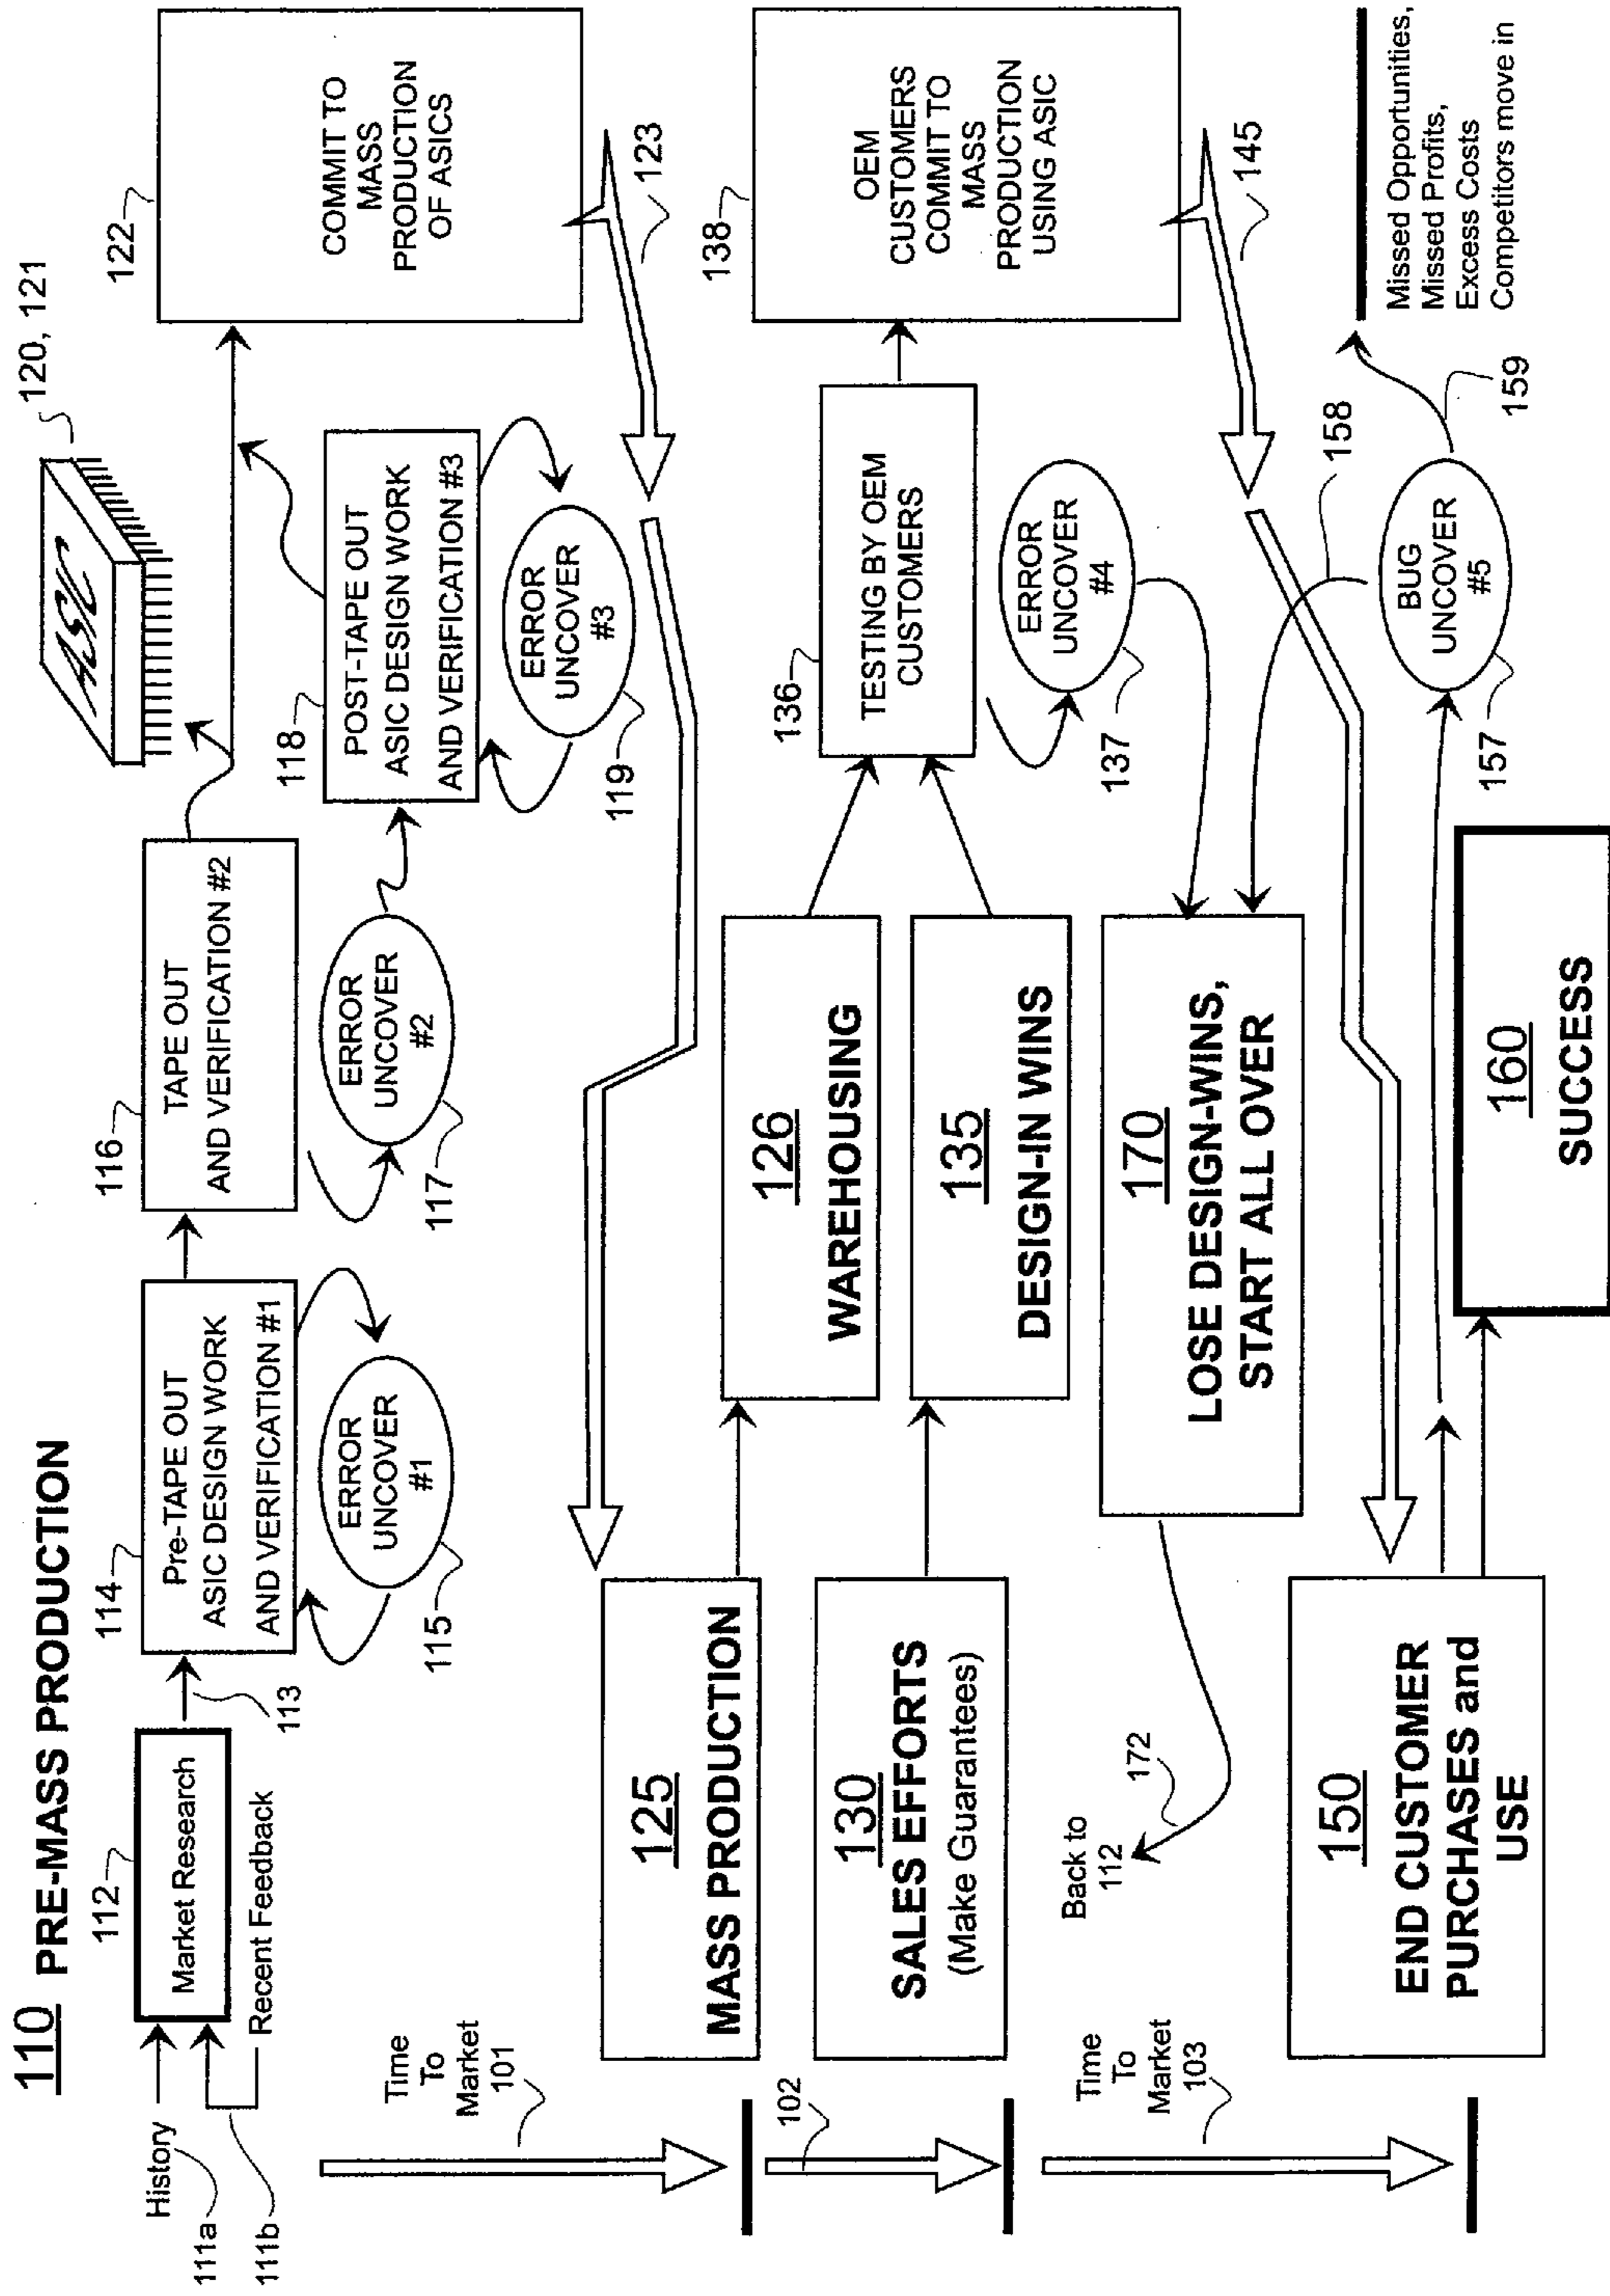 110 PRE-MASS PRODUCTION
History
111a
111b
Recent Feedback
112
Market Research
113
114
Pre-TAPE OUT
ASIC DESIGN WORK
AND VERIFICATION #1
ERROR
UNCOVER
#1
115
116
TAPE OUT
AND VERIFICATION #2
ERROR
UNCOVER
#2
117
118
POST-TAPE OUT
ASIC DESIGN WORK
AND VERIFICATION #3
ERROR
UNCOVER
#3
119
ASIC
120, 121
122
COMMIT TO
MASS
PRODUCTION
OF ASICS
123
Time
To
Market
101
125
MASS PRODUCTION
126
WAREHOUSING
102
130
SALES EFFORTS
(Make Guarantees)
135
DESIGN-IN WINS
136
TESTING BY OEM
CUSTOMERS
ERROR
UNCOVER
#4
137
138
OEM
CUSTOMERS
COMMIT TO
MASS
PRODUCTION
USING ASIC
145
Time
To
Market
103
Back to
112
172
170
LOSE DESIGN-WINS,
START ALL OVER
150
END CUSTOMER
PURCHASES and
USE
158
BUG
UNCOVER
#5
157
159
Missed Opportunities,
Missed Profits,
Excess Costs
Competitors move in
160
SUCCESS